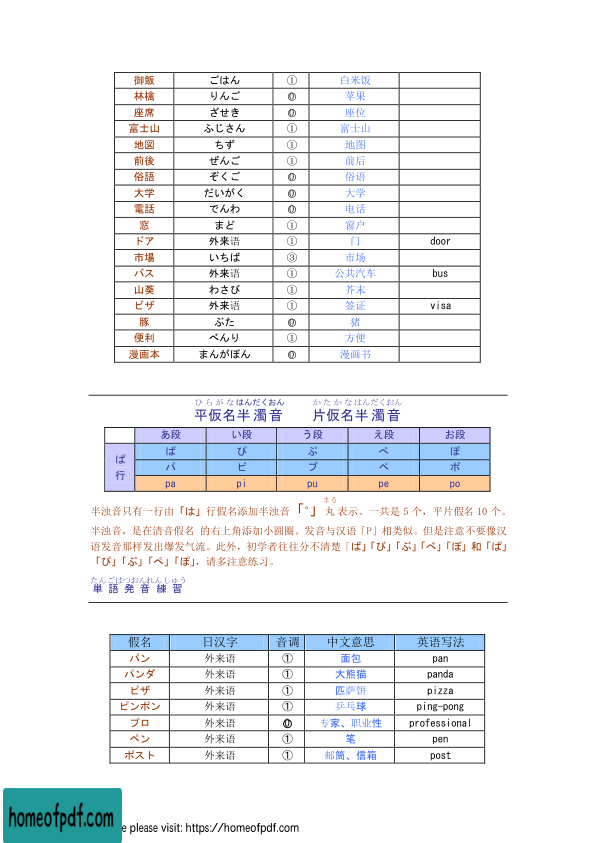 御飯 ごはん ① 白米饭
林檎 りんご ◎ 苹果
座席 ざせき ◎ 座位
富士山 ふじさん ① 富士山
地図 ちず ① 地图
前後 ぜんご ① 前后
俗語 ぞくご ◎ 俗语
大学 だいがく ◎ 大学
電話 でんわ ◎ 电话
窓 まど ① 窗户
ドア 外来语 ① 门 door
市場 いちば ③ 市场
バス 外来语 ① 公共汽车 bus
山葵 わさび ① 芥末
ビザ 外来语 ① 签证 visa
豚 ぶた ◎ 猪
便利 べんり ① 方便
漫画本 まんがぼん ◎ 漫画书
ひらがなはんだくおん かたかなはんだくおん
平仮名半濁音 片仮名半濁音
あ段 い段 う段 え段 お段
ぱ行 ぱ ぴ ぷ ぺ ぽ
パ ピ プ ペ ポ
pa pi pu pe po
まる
半浊音只有一行由「は」行假名添加半浊音「°」丸表示。一共是 5 个，平片假名 10 个。
半浊音，是在清音假名 的右上角添加小圆圈。发音与汉语「P」相类似。但是注意不要像汉
语发音那样发出爆发气流。此外，初学者往往分不清楚「ば」「び」「ぶ」「べ」「ぼ」和「ぱ」
「ぴ」「ぷ」「ぺ」「ぽ」，请多注意练习。
たんごはつおんれんしゅう
単語発音練習
假名 日汉字 音调 中文意思 英语写法
パン 外来语 ① 面包 pan
パンダ 外来语 ① 大熊猫 panda
ピザ 外来语 ① 匹萨饼 pizza
ピンポン 外来语 ① 乒乓球 ping-pong
プロ 外来语 ◎ 专家、职业性 professional
ペン 外来语 ① 笔 pen
ポスト 外来语 ① 邮筒、信箱 post
homeofpdf.com
e please visit: https://homeofpdf.com